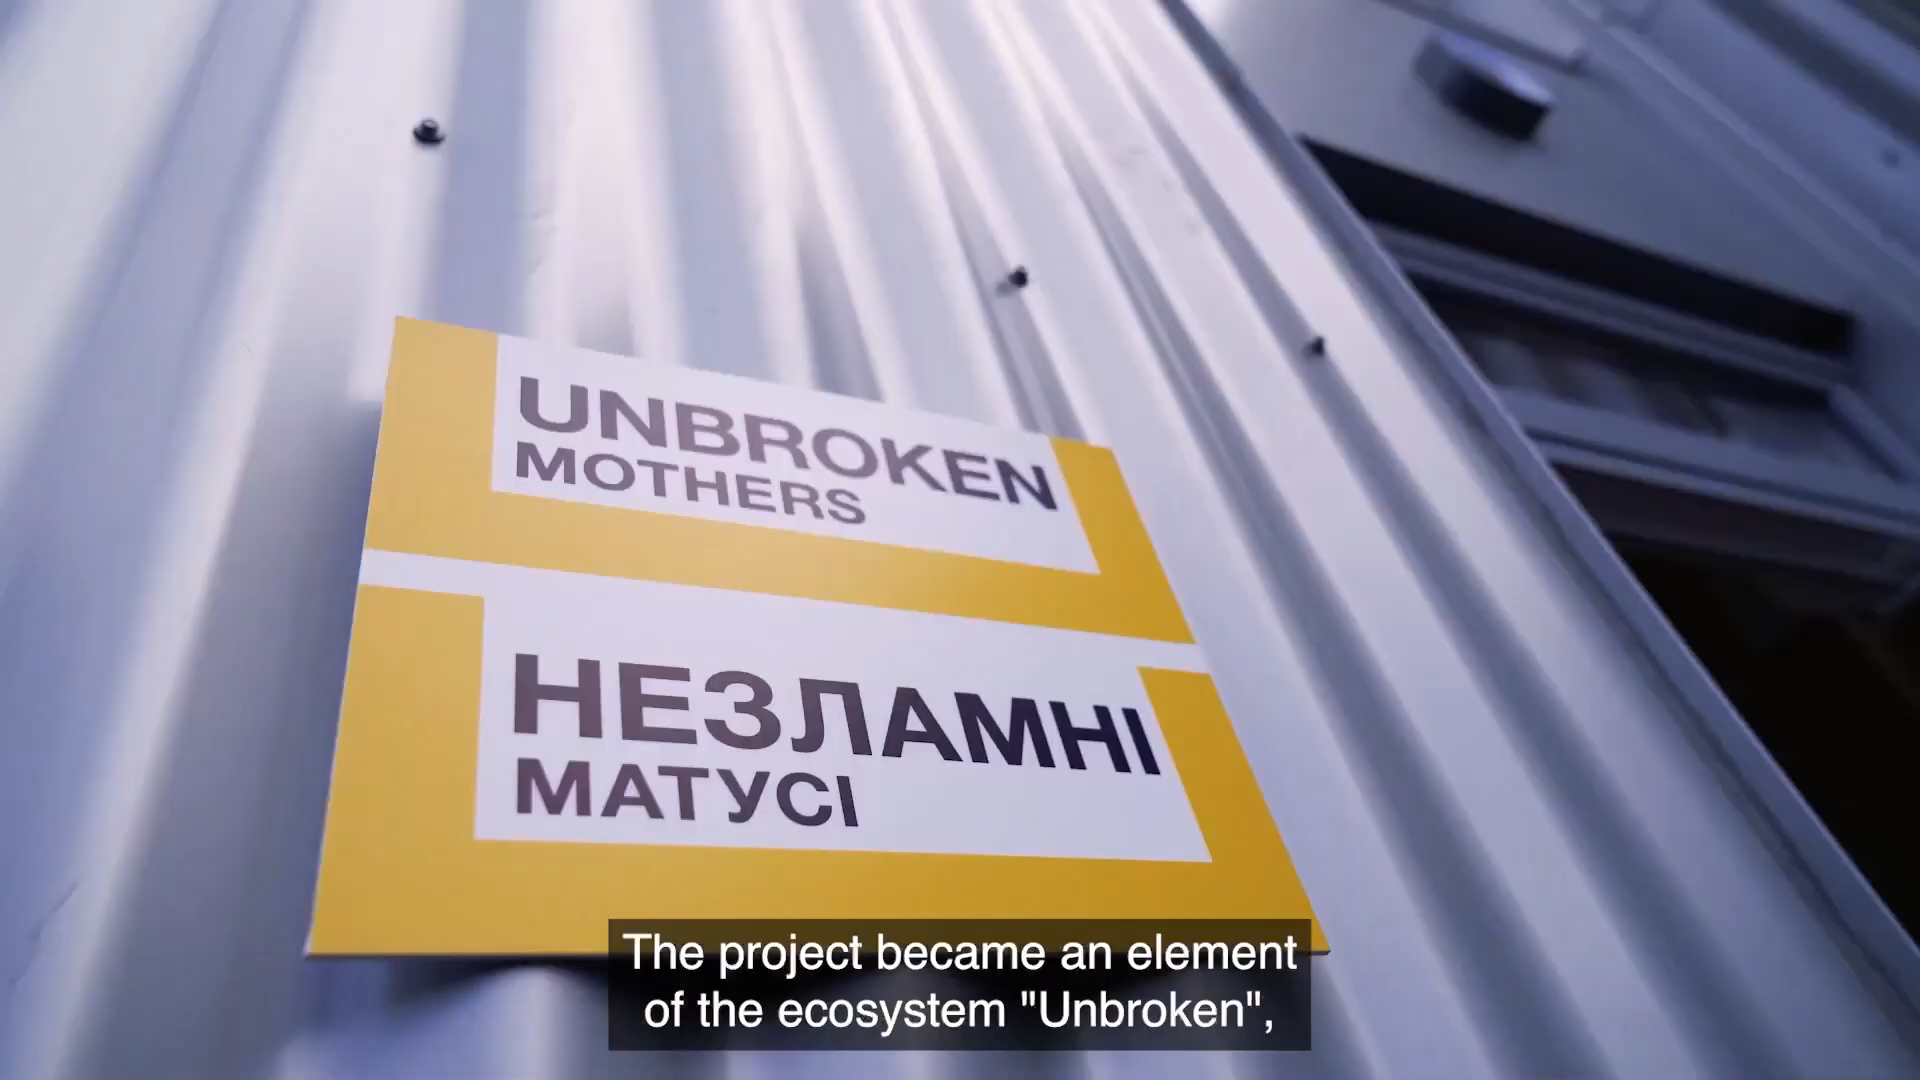 UNBROKEN
MOTHERS
НЕЗЛАМНІ
МАТУСІ
The project became an element
of the ecosystem "Unbroken",